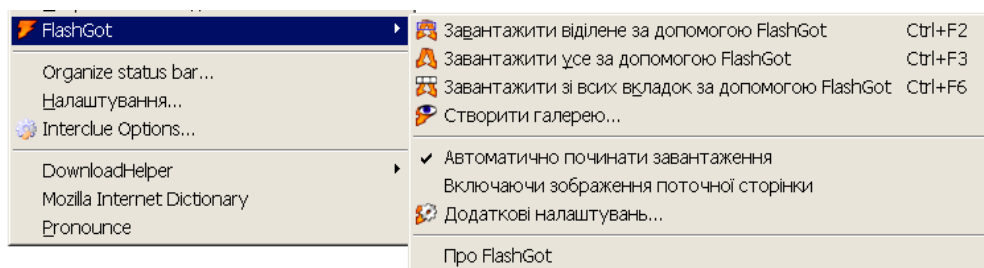 FlashGot
Organize status bar...
Налаштування...
Interclue Options...
DownloadHelper
Mozilla Internet Dictionary
Pronounce
Завантажити віділене за допомогою FlashGot Ctrl+F2
Завантажити усе за допомогою FlashGot Ctrl+F3
Завантажити зі всих вкладок за допомогою FlashGot Ctrl+F6
Створити галерею...
Автоматично починати завантаження
Включаючи зображення поточної сторінки
Додаткові налаштувань...
Про FlashGot